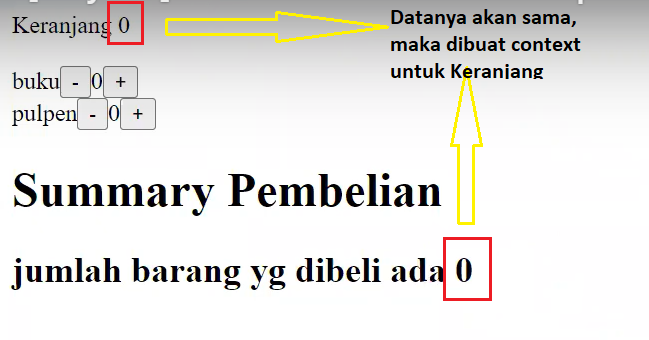 Keranjang 0
Datanya akan sama,
maka dibuat context
untuk Keranjang
buku - 0 +
pulpen - 0 +
Summary Pembelian
jumlah barang yg dibeli ada 0